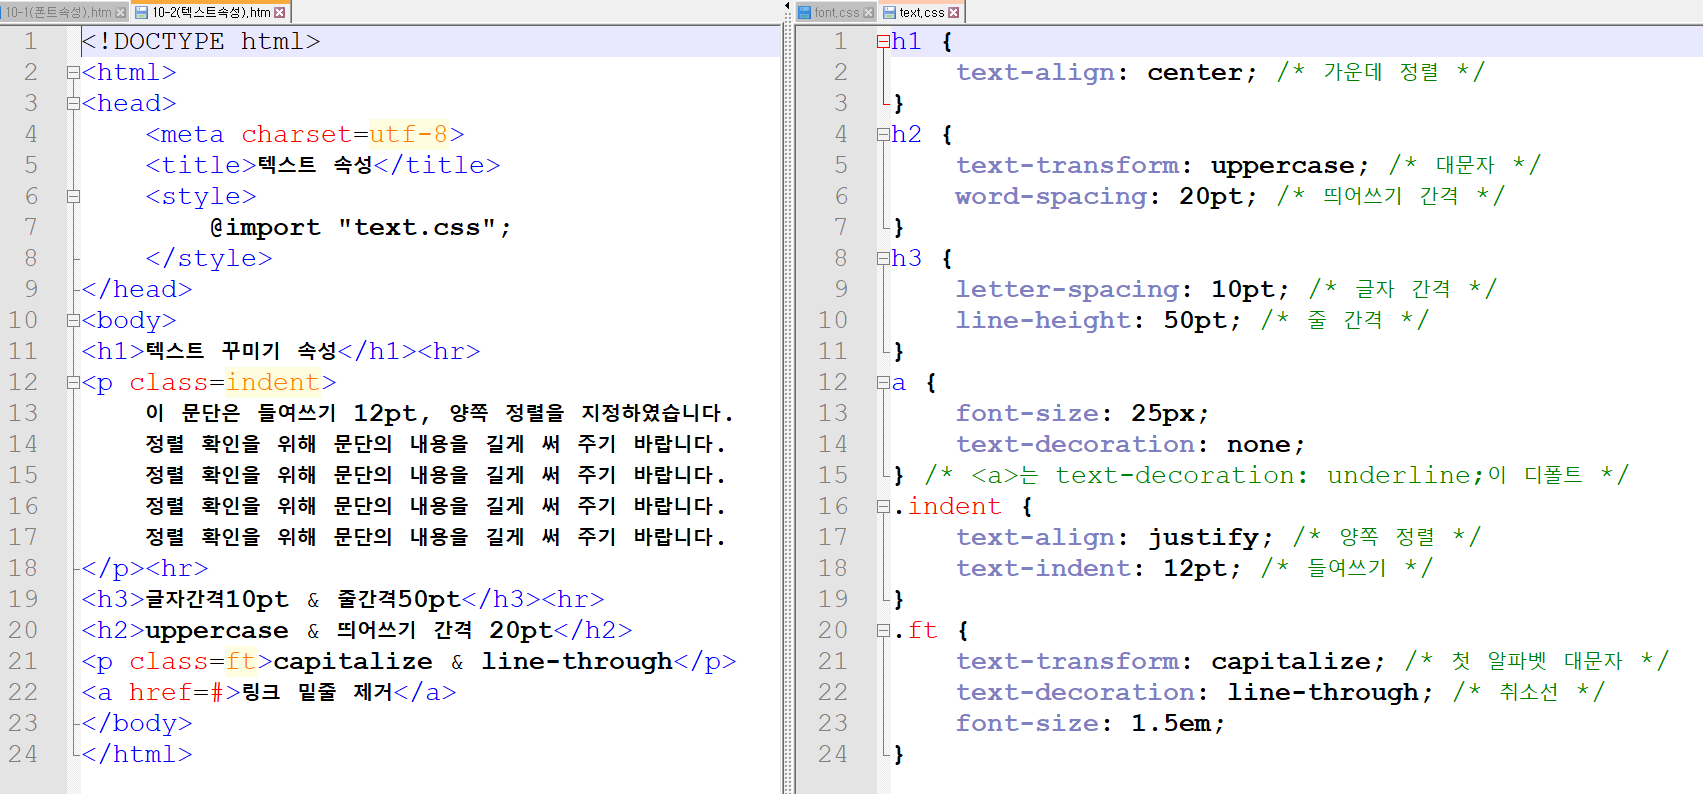 10-1(폰트속성).htm 10-2(텍스트속성).htm
1 <!DOCTYPE html>
2 <html>
3 <head>
4 <meta charset=utf-8>
5 <title>텍스트 속성</title>
6 <style>
7 @import "text.css";
8 </style>
9 </head>
10 <body>
11 <h1>텍스트 꾸미기 속성</h1><hr>
12 <p class=indent>
13 이 문단은 들여쓰기 12pt, 양쪽 정렬을 지정하였습니다.
14 정렬 확인을 위해 문단의 내용을 길게 써 주기 바랍니다.
15 정렬 확인을 위해 문단의 내용을 길게 써 주기 바랍니다.
16 정렬 확인을 위해 문단의 내용을 길게 써 주기 바랍니다.
17 정렬 확인을 위해 문단의 내용을 길게 써 주기 바랍니다.
18 </p><hr>
19 <h3>글자간격10pt & 줄간격50pt</h3><hr>
20 <h2>uppercase & 띄어쓰기 간격 20pt</h2>
21 <p class=ft>capitalize & line-through</p>
22 <a href=#>링크 밑줄 제거</a>
23 </body>
24 </html>
font.css text.css
1 h1 {
2 text-align: center; /* 가운데 정렬 */
3 }
4 h2 {
5 text-transform: uppercase; /* 대문자 */
6 word-spacing: 20pt; /* 띄어쓰기 간격 */
7 }
8 h3 {
9 letter-spacing: 10pt; /* 글자 간격 */
10 line-height: 50pt; /* 줄 간격 */
11 }
12 a {
13 font-size: 25px;
14 text-decoration: none;
15 } /* <a>는 text-decoration: underline;이 디폴트 */
16 .indent {
17 text-align: justify; /* 양쪽 정렬 */
18 text-indent: 12pt; /* 들여쓰기 */
19 }
20 .ft {
21 text-transform: capitalize; /* 첫 알파벳 대문자 */
22 text-decoration: line-through; /* 취소선 */
23 font-size: 1.5em;
24 }